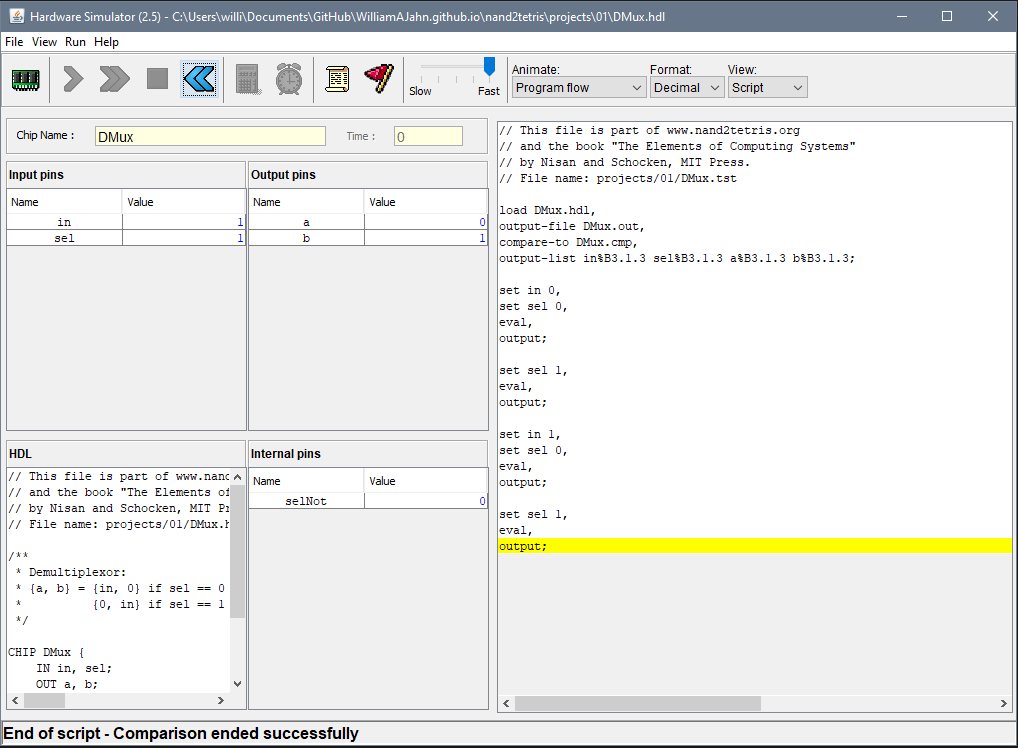 Hardware Simulator (2.5) - C:\Users\willi\Documents\GitHub\WilliamAJahn.github.io\nand2tetris\projects\01\DMux.hdl
File View Run Help
Slow Fast
Animate: Format: View:
Program flow Decimal Script
Chip Name : DMux Time : 0
Input pins
Name Value
in 1
sel 1
Output pins
Name Value
a 0
b 1
HDL
// This file is part of www.nand
// and the book "The Elements of
// by Nisan and Schocken, MIT Pr
// File name: projects/01/DMux.h
/**
* Demultiplexor:
* {a, b} = {in, 0} if sel == 0
* {0, in} if sel == 1
*/
CHIP DMux {
IN in, sel;
OUT a, b;
Internal pins
Name Value
selNot 0
// This file is part of www.nand2tetris.org
// and the book "The Elements of Computing Systems"
// by Nisan and Schocken, MIT Press.
// File name: projects/01/DMux.tst
load DMux.hdl,
output-file DMux.out,
compare-to DMux.cmp,
output-list in%B3.1.3 sel%B3.1.3 a%B3.1.3 b%B3.1.3;
set in 0,
set sel 0,
eval,
output;
set sel 1,
eval,
output;
set in 1,
set sel 0,
eval,
output;
set sel 1,
eval,
output;
End of script - Comparison ended successfully